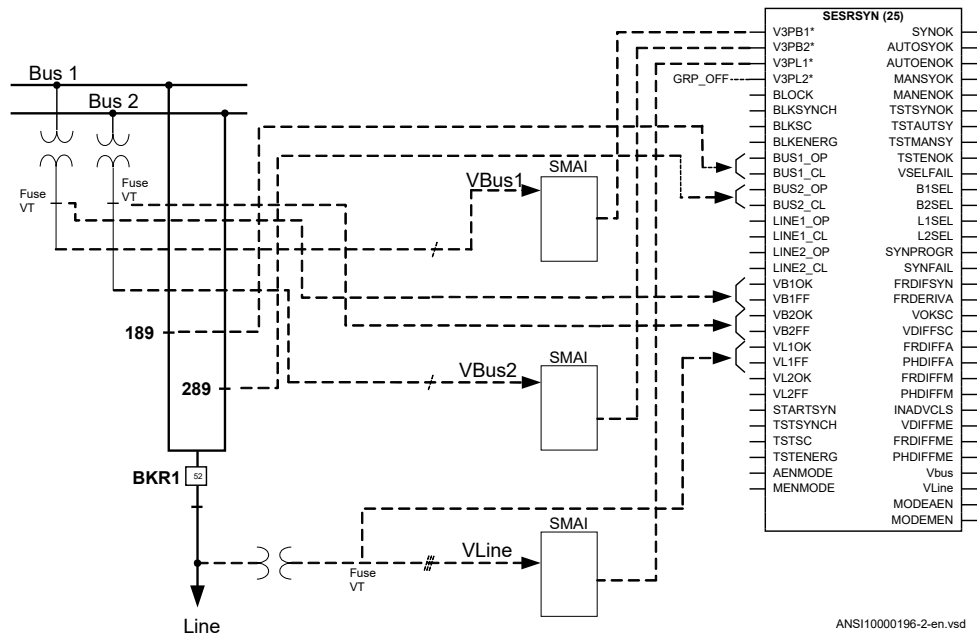 SESRSYN (25)
V3PB1* SYNOK
V3PB2* AUTOSYOK
V3PL1* AUTOENOK
GRP_OFF V3PL2* MANSYOK
BLOCK MANENOK
BLKSYNCH TSTSYNOK
BLKSC TSTAUTSY
BLKENERG TSTMANSY
BUS1_OP TSTENOK
BUS1_CL VSELFAIL
BUS2_OP B1SEL
BUS2_CL B2SEL
LINE1_OP L1SEL
LINE1_CL L2SEL
LINE2_OP SYNPROGR
LINE2_CL SYNFAIL
VB1OK FRDIFSYN
VB1FF FRDERIVA
VB2OK VOKSC
VB2FF VDIFFSC
VL1OK FRDIFFA
VL1FF PHDIFFA
VL2OK FRDIFFM
VL2FF PHDIFFM
STARTSYN INADVCLS
TSTSYNCH VDIFFME
TSTSC FRDIFFME
TSTENERG PHDIFFME
AENMODE Vbus
MENMODE VLine
MODEAEN
MODEMEN
Bus 1
Bus 2
Fuse
VT
Fuse
VT
VBus1
SMAI
189
289
VBus2
SMAI
BKR1
52
VLine
SMAI
Fuse
VT
Line
ANSI10000196-2-en.vsd